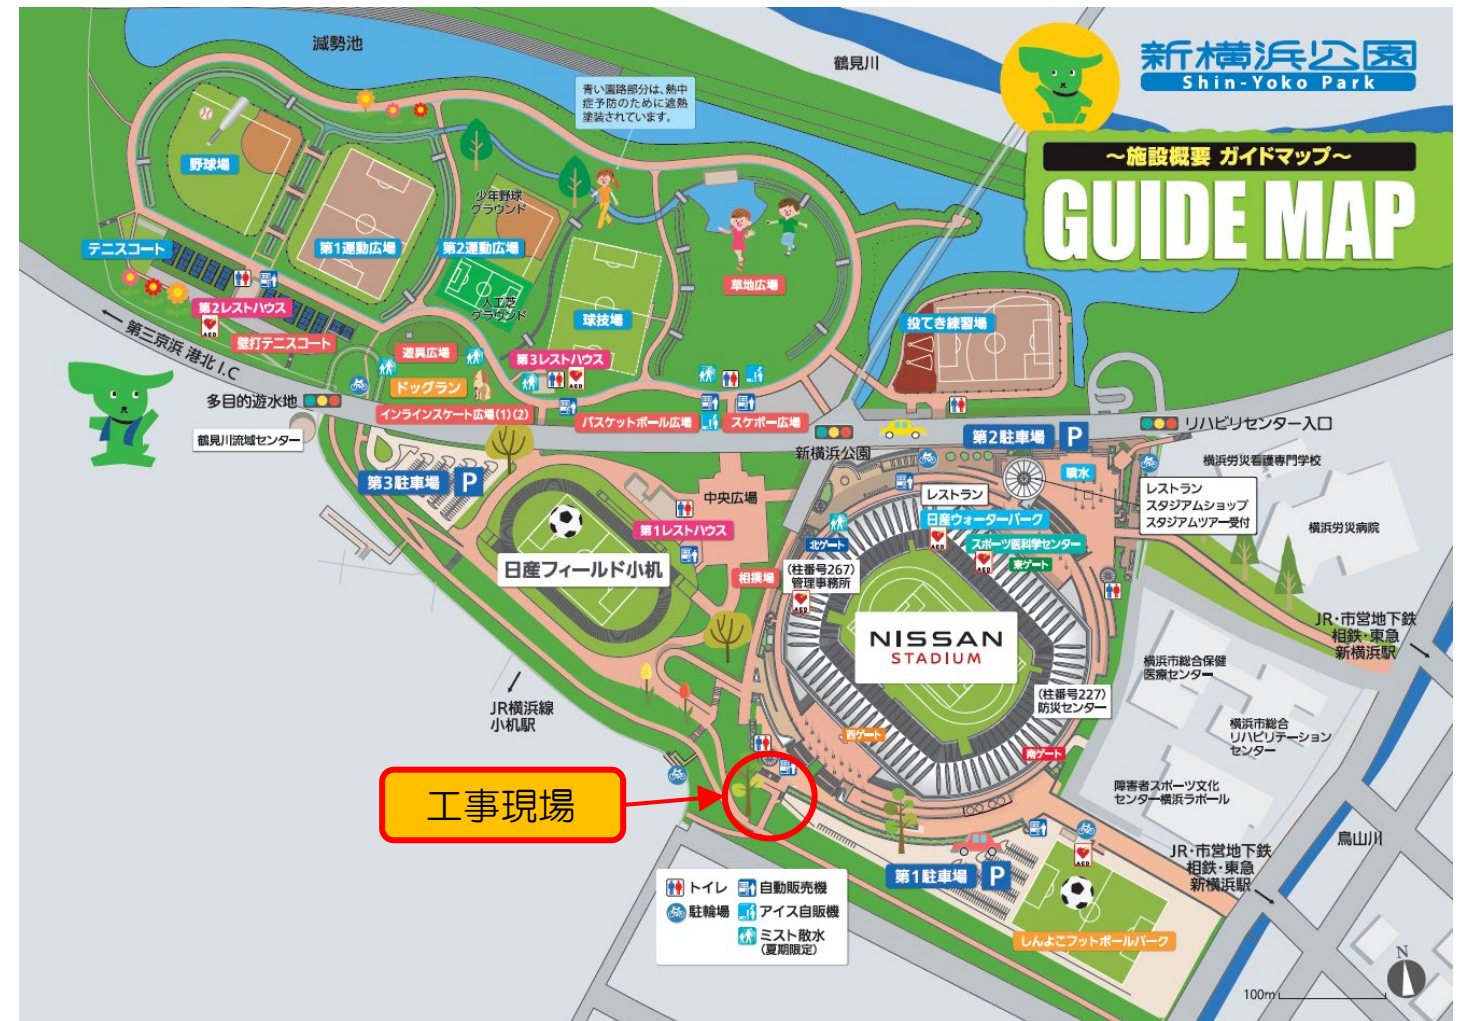 減勢池
鶴見川
新横浜公園
Shin-Yoko Park
～施設概要 ガイドマップ～
GUIDE MAP
青い園路部分は、熱中
症予防のために遮熱
塗装されています。
野球場
少年野球
グラウンド
テニスコート
第1運動広場
第2運動広場
人工芝
グラウンド
球技場
草地広場
投てき練習場
第2レストハウス
AED
壁打テニスコート
第三京浜 港北 I.C
遊具広場
ドッグラン
第3レストハウス
AED
多目的遊水地
インラインスケート広場(1)(2)
バスケットボール広場
スケボー広場
鶴見川流域センター
新横浜公園
第2駐車場 P
リハビリセンター入口
横浜労災看護専門学校
横浜労災病院
噴水
レストラン
スタジアムショップ
スタジアムツアー受付
第3駐車場 P
中央広場
第1レストハウス
日産フィールド小机
相撲場
レストラン
日産ウォーターパーク
AED
スポーツ医科学センター
AED
北ゲート
東ゲート
(柱番号267)
管理事務所
AED
NISSAN
STADIUM
(柱番号227)
防災センター
西ゲート
南ゲート
JR・市営地下鉄
相鉄・東急
新横浜駅
横浜市総合保健
医療センター
横浜市総合
リハビリテーション
センター
障害者スポーツ文化
センター横浜ラポール
JR横浜線
小机駅
工事現場
鳥山川
JR・市営地下鉄
相鉄・東急
新横浜駅
第1駐車場 P
AED
しんよこフットボールパーク
トイレ
自動販売機
駐輪場
アイス自販機
ミスト散水
(夏期限定)
N
100m